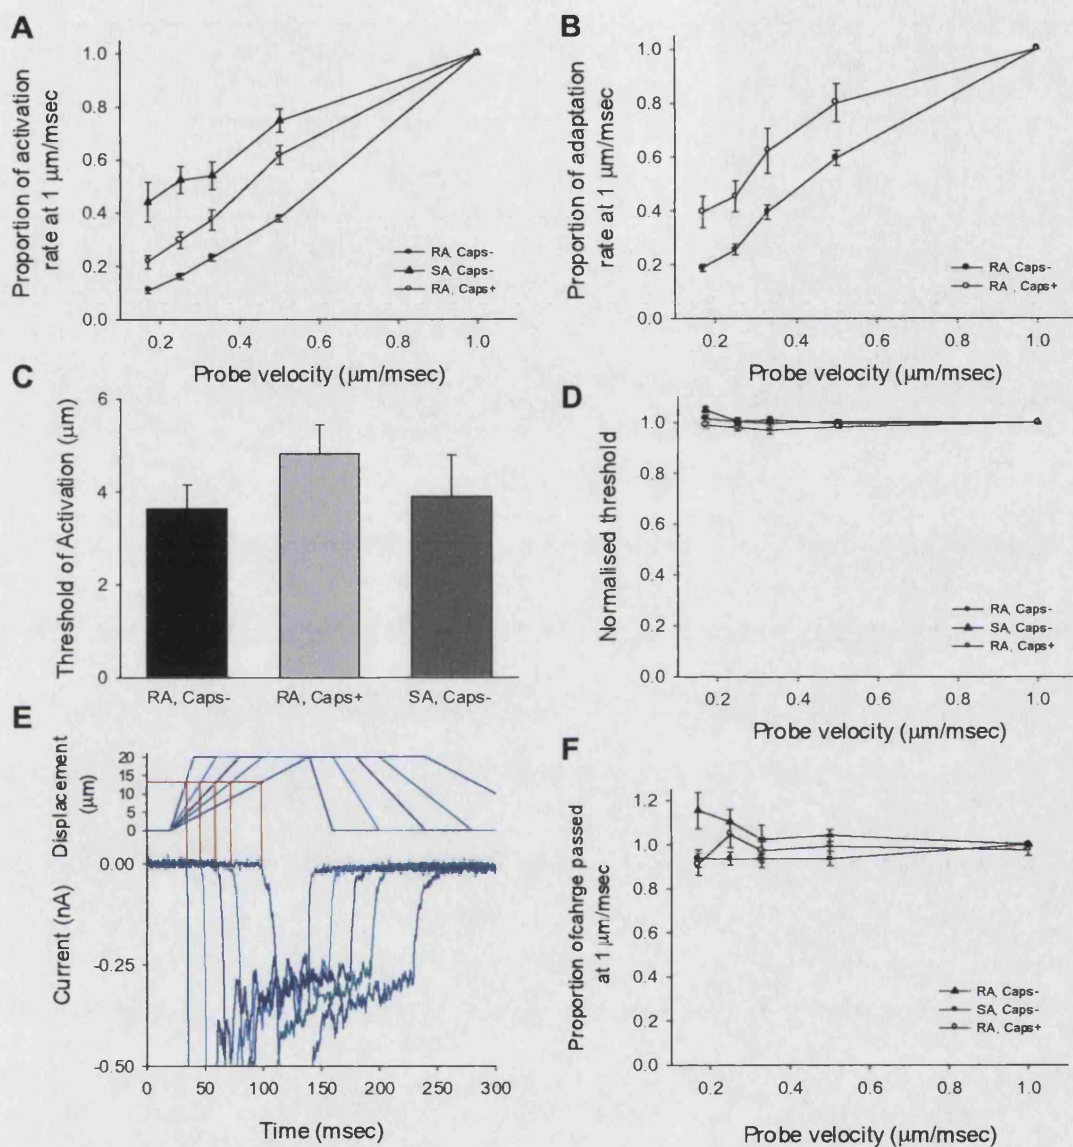 A
Proportion of activation
rate at 1 μm/msec
1.0
0.8
0.6
0.4
0.2
0.0
0.2
0.4
0.6
0.8
1.0
Probe velocity (μm/msec)
RA, Caps-
SA, Caps-
RA, Caps+
B
Proportion of adaptation
rate at 1 μm/msec
1.0
0.8
0.6
0.4
0.2
0.0
0.2
0.4
0.6
0.8
1.0
Probe velocity (μm/msec)
RA, Caps-
RA , Caps+
C
Threshold of Activation (μm)
6
4
2
0
RA, Caps-
RA, Caps+
SA, Caps-
D
Normalised threshold
1.0
0.8
0.6
0.4
0.2
0.0
0.2
0.4
0.6
0.8
1.0
Probe velocity (μm/msec)
RA, Caps-
SA, Caps-
RA, Caps+
E
Displacement
(μm)
20
15
10
5
0
Current (nA)
0.00
-0.25
-0.50
0
50
100
150
200
250
300
Time (msec)
F
Proportion ofcahrge passed
at 1 μm/msec
1.2
1.0
0.8
0.6
0.4
0.2
0.0
0.2
0.4
0.6
0.8
1.0
Probe velocity (μm/msec)
RA, Caps-
SA, Caps-
RA, Caps+